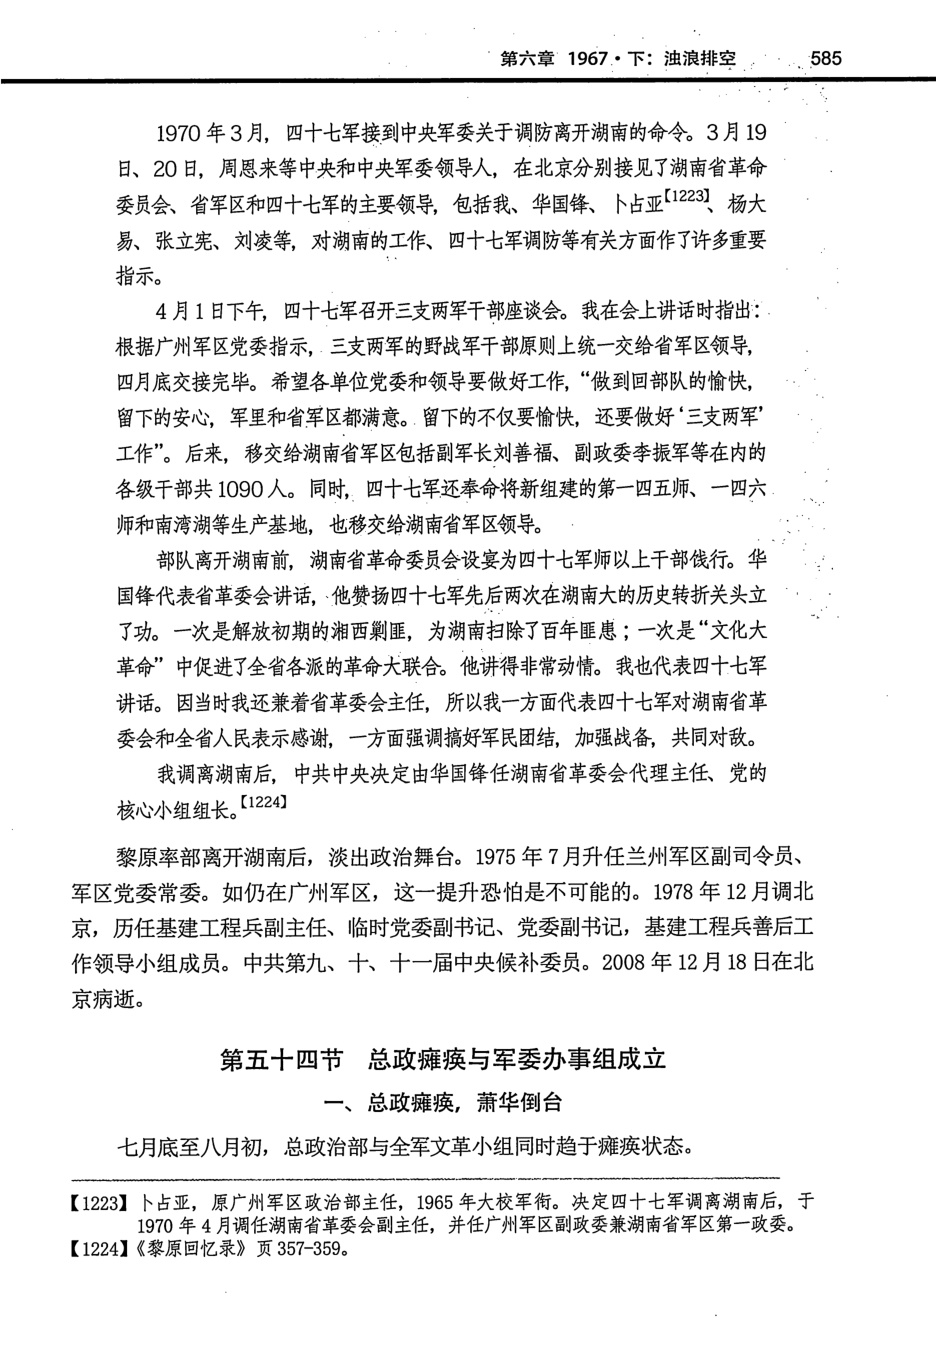 第六章 1967·下：浊浪排空 585
1970 年 3 月，四十七军接到中央军委关于调防离开湖南的命令。3 月 19
日、20 日，周恩来等中央和中央军委领导人，在北京分别接见了湖南省革命
委员会、省军区和四十七军的主要领导，包括我、华国锋、卜占亚【1223】、杨大
易、张立宪、刘凌等，对湖南的工作、四十七军调防等有关方面作了许多重要
指示。
4 月 1 日下午，四十七军召开三支两军干部座谈会。我在会上讲话时指出：
根据广州军区党委指示，三支两军的野战军干部原则上统一交给省军区领导，
四月底交接完毕。希望各单位党委和领导要做好工作，“做到回部队的愉快，
留下的安心，军里和省军区都满意。留下的不仅要愉快，还要做好‘三支两军’
工作”。后来，移交给湖南省军区包括副军长刘善福、副政委李振军等在内的
各级干部共 1090 人。同时，四十七军还奉命将新组建的第一四五师、一四六
师和南湾湖等生产基地，也移交给湖南省军区领导。
部队离开湖南前，湖南省革命委员会设宴为四十七军师以上干部饯行。华
国锋代表省革委会讲话，他赞扬四十七军先后两次在湖南大的历史转折关头立
了功。一次是解放初期的湘西剿匪，为湖南扫除了百年匪患；一次是“文化大
革命”中促进了全省各派的革命大联合。他讲得非常动情。我也代表四十七军
讲话。因当时我还兼着省革委会主任，所以我一方面代表四十七军对湖南省革
委会和全省人民表示感谢，一方面强调搞好军民团结，加强战备，共同对敌。
我调离湖南后，中共中央决定由华国锋任湖南省革委会代理主任、党的
核心小组组长。【1224】
黎原率部离开湖南后，淡出政治舞台。1975 年 7 月升任兰州军区副司令员、
军区党委常委。如仍在广州军区，这一提升恐怕是不可能的。1978 年 12 月调北
京，历任基建工程兵副主任、临时党委副书记、党委副书记，基建工程兵善后工
作领导小组成员。中共第九、十、十一届中央候补委员。2008 年 12 月 18 日在北
京病逝。
第五十四节 总政瘫痪与军委办事组成立
一、总政瘫痪，萧华倒台
七月底至八月初，总政治部与全军文革小组同时趋于瘫痪状态。
【1223】卜占亚，原广州军区政治部主任，1965 年大校军衔。决定四十七军调离湖南后，于
1970 年 4 月调任湖南省革委会副主任，并任广州军区副政委兼湖南省军区第一政委。
【1224】《黎原回忆录》页 357-359。